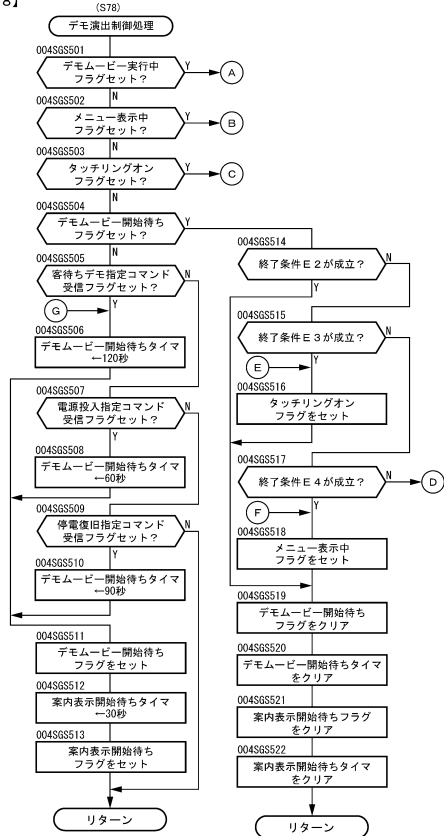 8】
(S78)
デモ演出制御処理
004SGS501
デモムービー実行中
フラグセット？
Y
A
N
004SGS502
メニュー表示中
フラグセット？
Y
B
N
004SGS503
タッチリングオン
フラグセット？
Y
C
N
004SGS504
デモムービー開始待ち
フラグセット？
Y
N
004SGS505
客待ちデモ指定コマンド
受信フラグセット？
N
Y
G
004SGS506
デモムービー開始待ちタイマ
←120秒
004SGS507
電源投入指定コマンド
受信フラグセット？
N
Y
004SGS508
デモムービー開始待ちタイマ
←60秒
004SGS509
停電復旧指定コマンド
受信フラグセット？
N
Y
004SGS510
デモムービー開始待ちタイマ
←90秒
004SGS511
デモムービー開始待ち
フラグをセット
004SGS512
案内表示開始待ちタイマ
←30秒
004SGS513
案内表示開始待ち
フラグをセット
リターン
004SGS514
終了条件E2が成立？
N
Y
004SGS515
終了条件E3が成立？
N
Y
E
004SGS516
タッチリングオン
フラグをセット
004SGS517
終了条件E4が成立？
N
D
Y
F
004SGS518
メニュー表示中
フラグをセット
004SGS519
デモムービー開始待ち
フラグをクリア
004SGS520
デモムービー開始待ちタイマ
をクリア
004SGS521
案内表示開始待ちフラグ
をクリア
004SGS522
案内表示開始待ちタイマ
をクリア
リターン